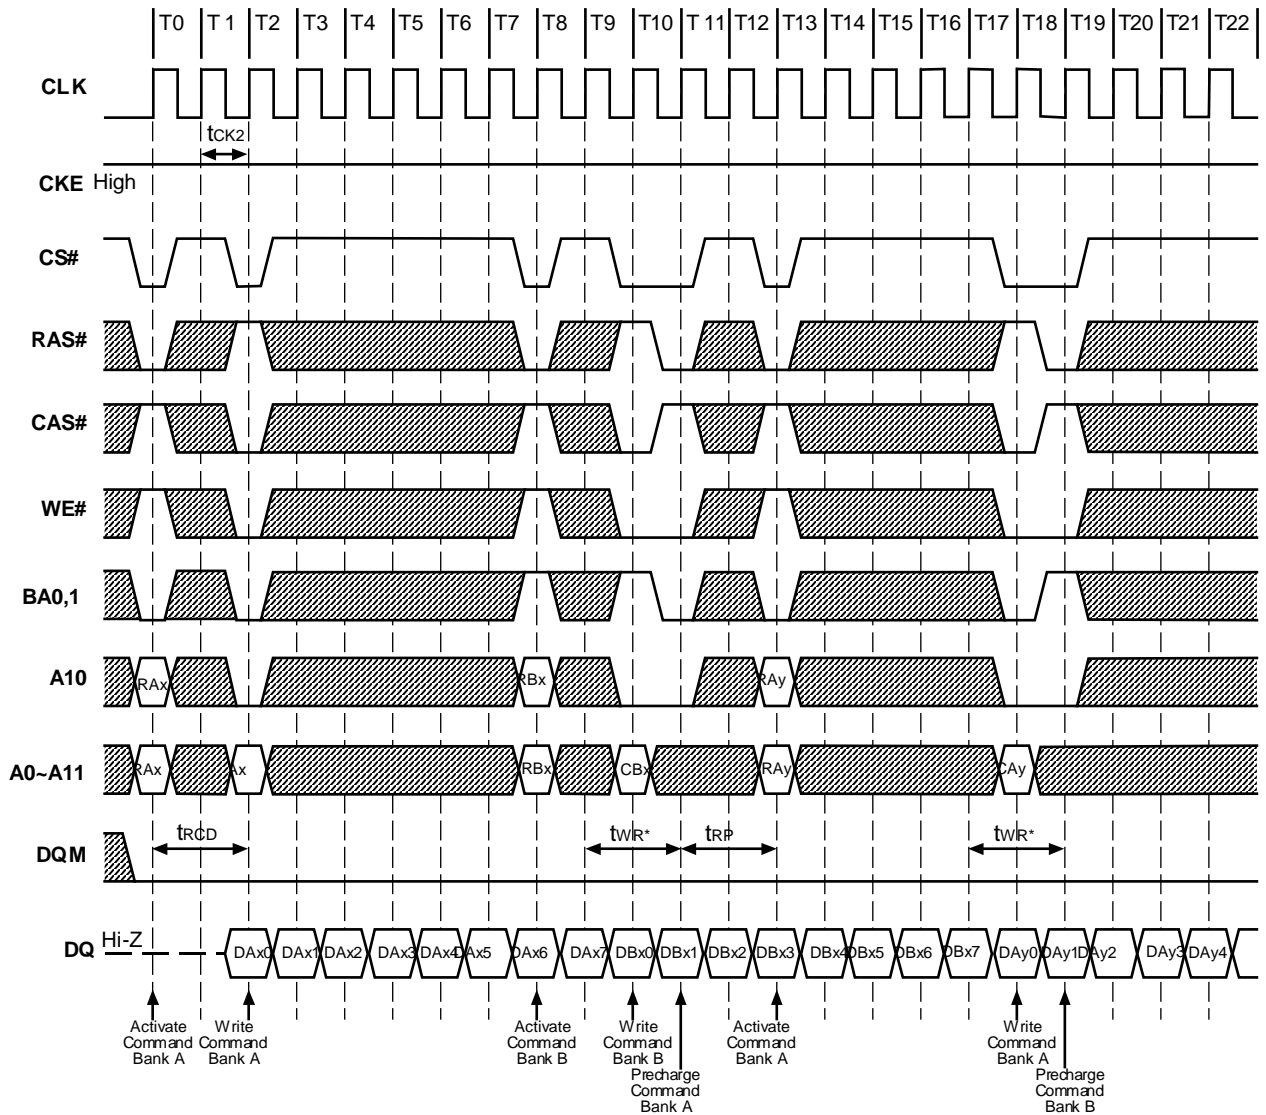 T0 T1 T2 T3 T4 T5 T6 T7 T8 T9 T10 T11 T12 T13 T14 T15 T16 T17 T18 T19 T20 T21 T22
CLK
tCK2
CKE High
CS#
RAS#
CAS#
WE#
BA0,1
A10 RAx RBx RAy
A0~A11 RAx Ax RBx CBx RAy CAy
DQM tRCD tWR* tRP tWR*
DQ Hi-Z DAx0 DAx1 DAx2 DAx3 DAx4 DAx5 DAx6 DAx7 DBx0 DBx1 DBx2 DBx3 DBx4 DBx5 DBx6 DBx7 DAy0 DAy1 DAy2 DAy3 DAy4
Activate
Command
Bank A
Write
Command
Bank A
Activate
Command
Bank B
Write
Command
Bank B
Precharge
Command
Bank A
Activate
Command
Bank A
Write
Command
Bank A
Precharge
Command
Bank B